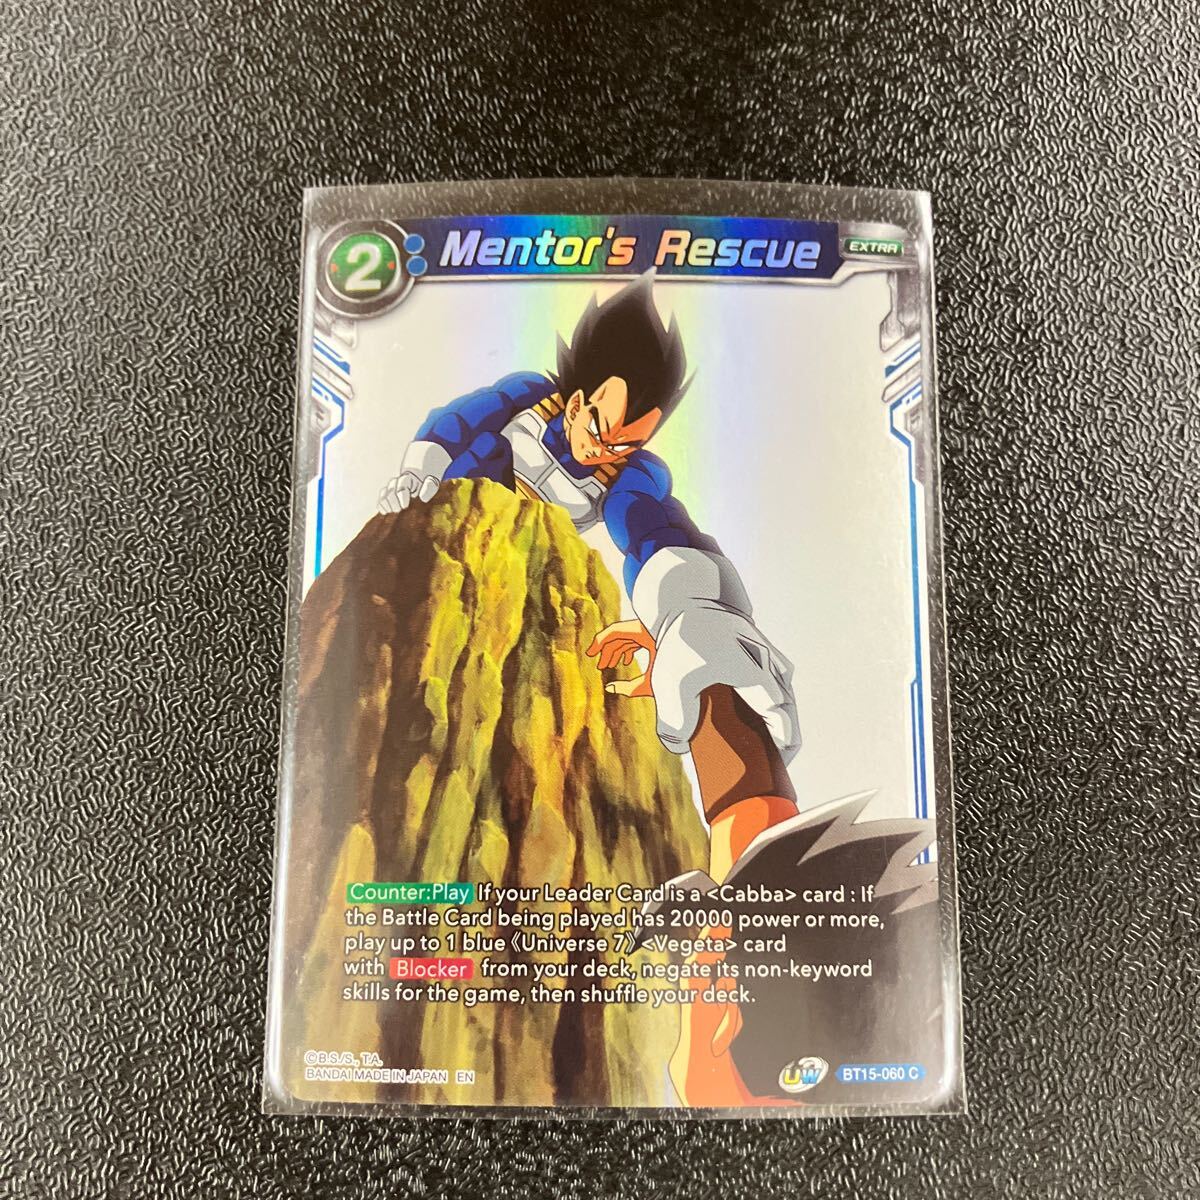 2 Mentor's Rescue EXTRA
Counter:Play If your Leader Card is a <Cabba> card : If
the Battle Card being played has 20000 power or more,
play up to 1 blue 《Universe 7》 <Vegeta> card
with Blocker from your deck, negate its non-keyword
skills for the game, then shuffle your deck.
©B.S./S., T.A.
BANDAI MADE IN JAPAN EN
UW BT15-060 C